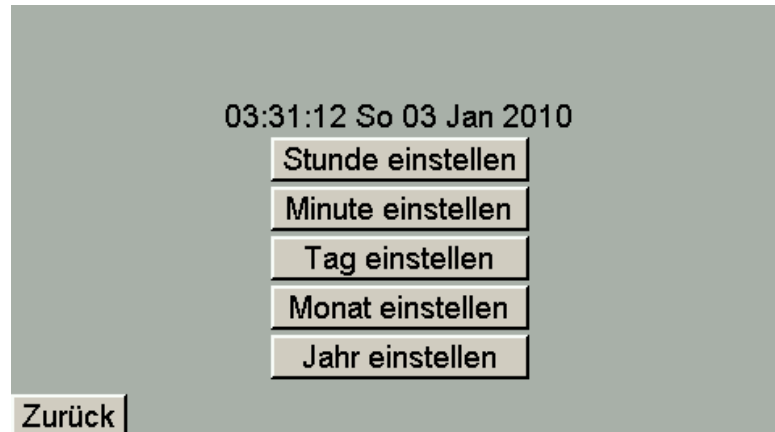 03:31:12 So 03 Jan 2010
Stunde einstellen
Minute einstellen
Tag einstellen
Monat einstellen
Jahr einstellen
Zurück